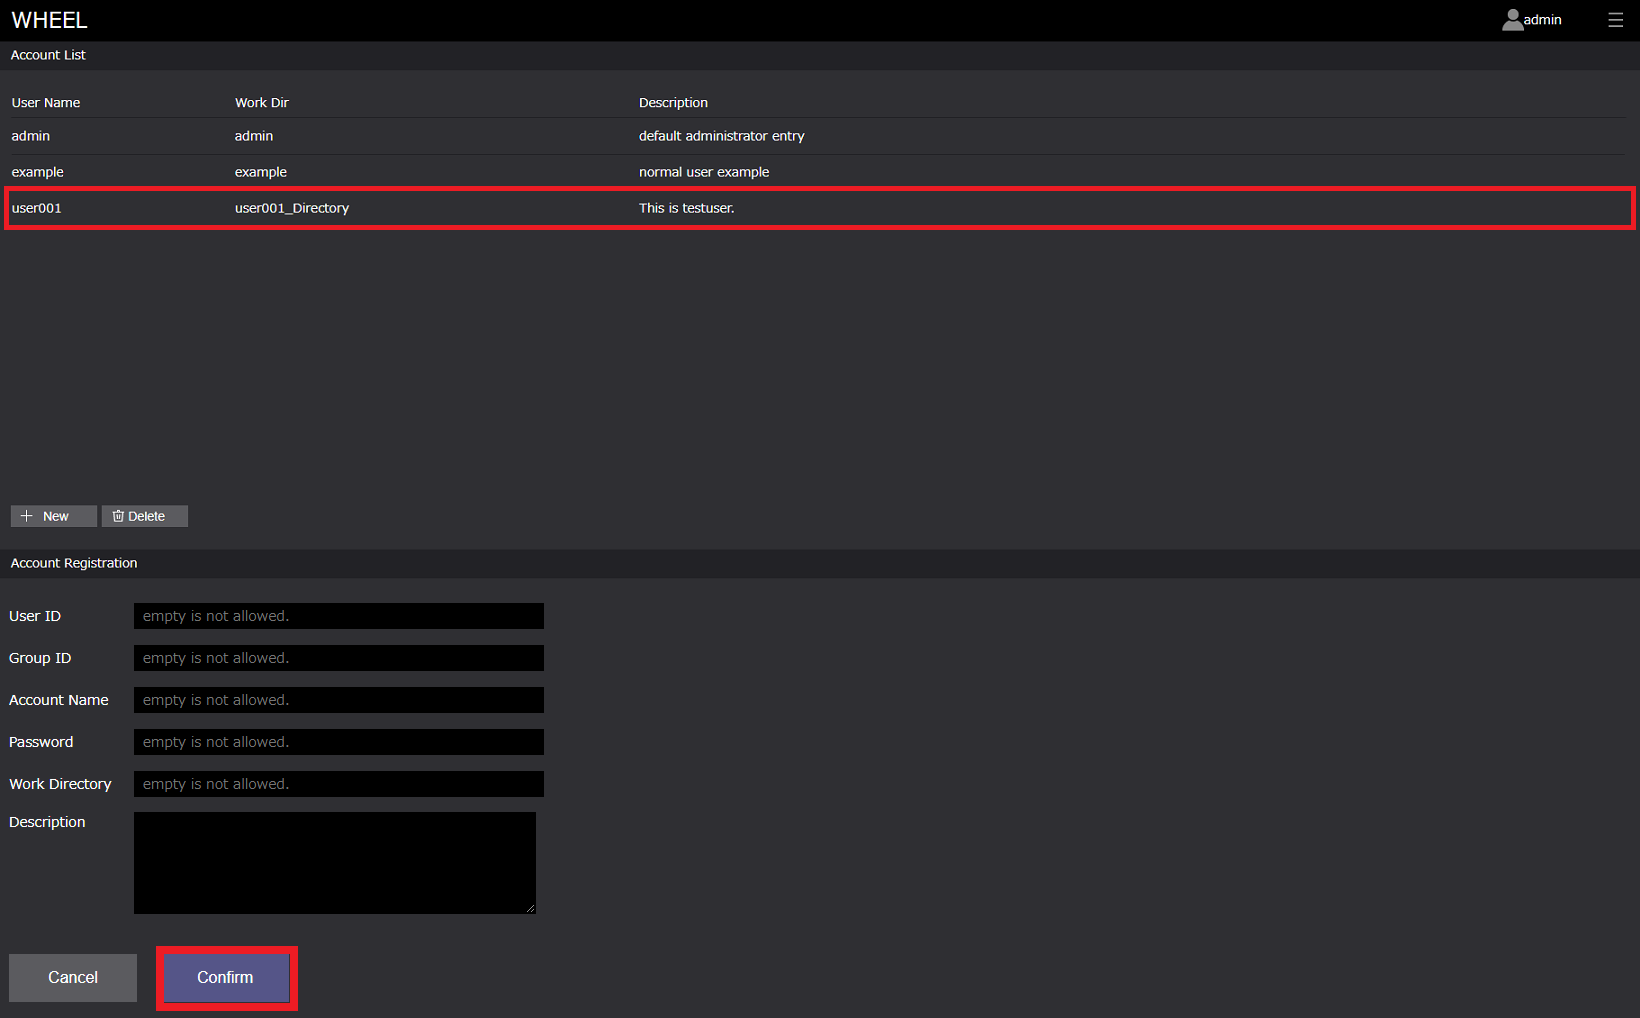 WHEEL
admin
Account List
User Name Work Dir Description
admin admin default administrator entry
example example normal user example
user001 user001_Directory This is testuser.
New Delete
Account Registration
User ID empty is not allowed.
Group ID empty is not allowed.
Account Name empty is not allowed.
Password empty is not allowed.
Work Directory empty is not allowed.
Description
Cancel Confirm